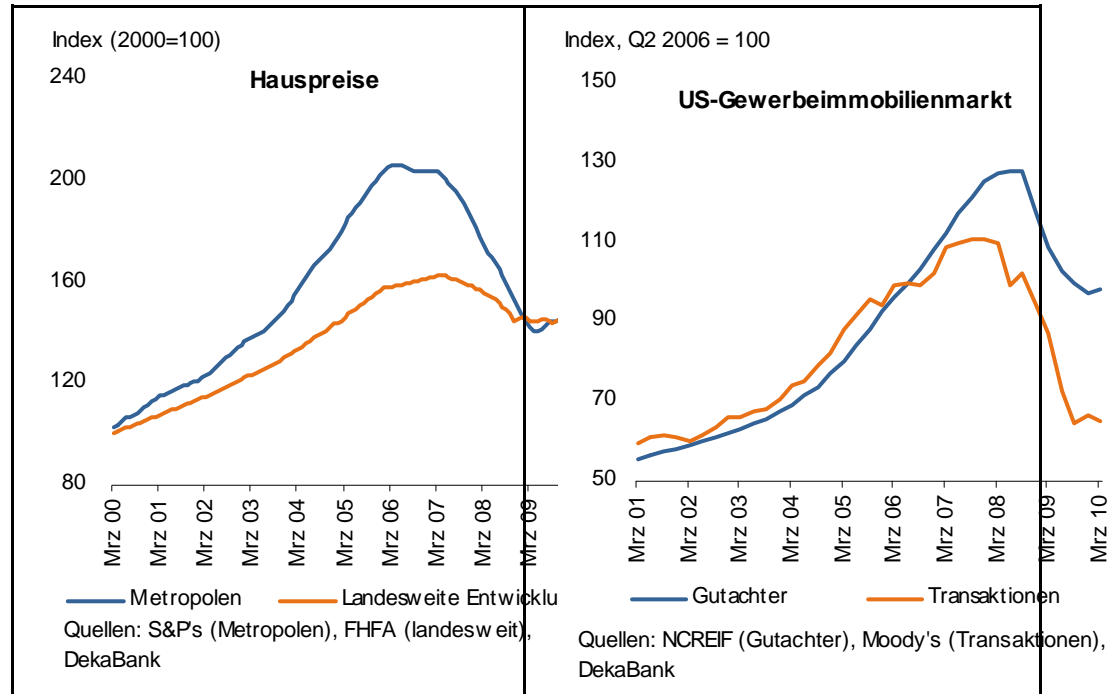 Index (2000=100)
Hauspreise
240
200
160
120
80
Mrz 00
Mrz 01
Mrz 02
Mrz 03
Mrz 04
Mrz 05
Mrz 06
Mrz 07
Mrz 08
Mrz 09
Metropolen
Landesweite Entwicklu
Quellen: S&P's (Metropolen), FHFA (landesweit),
DekaBank
Index, Q2 2006 = 100
US-Gewerbeimmobilienmarkt
150
130
110
90
70
50
Mrz 01
Mrz 02
Mrz 03
Mrz 04
Mrz 05
Mrz 06
Mrz 07
Mrz 08
Mrz 09
Mrz 10
Gutachter
Transaktionen
Quellen: NCREIF (Gutachter), Moody's (Transaktionen),
DekaBank